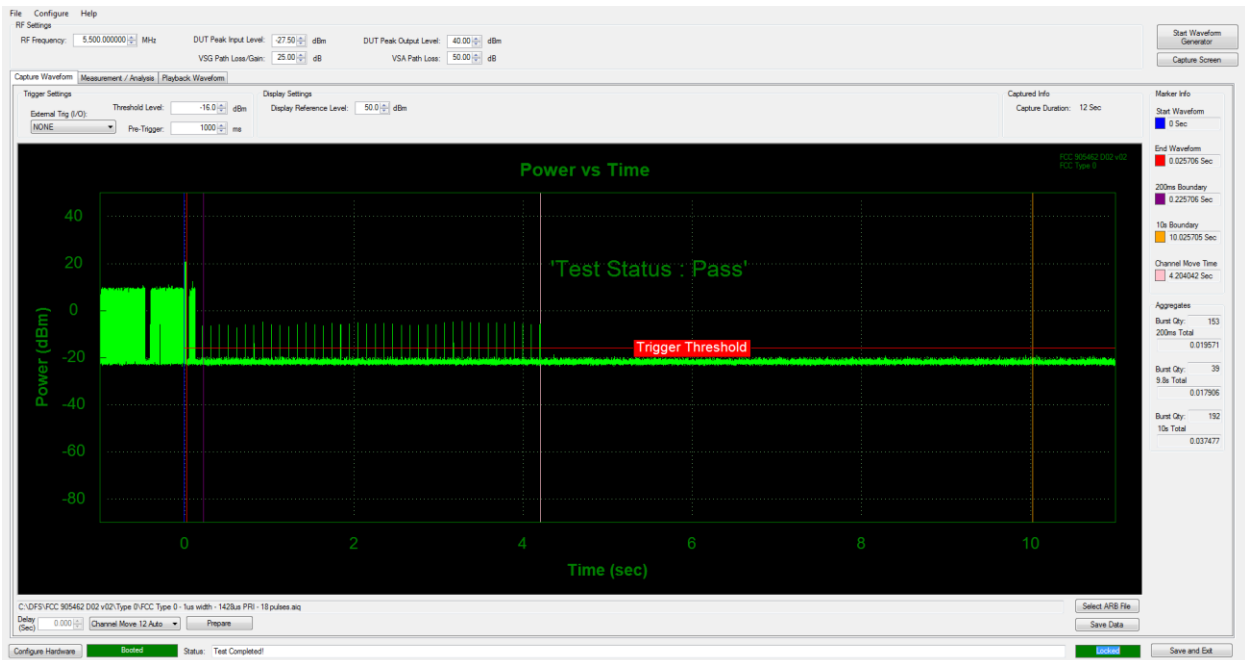 File Configure Help
RF Settings
RF Frequency: 5,500.000000 MHz DUT Peak Input Level: -27.50 dBm DUT Peak Output Level: 40.00 dBm
VSG Path Loss/Gain: 25.00 dB VSA Path Loss: 50.00 dB
Start Waveform
Generator
Capture Screen
Capture Waveform Measurement / Analysis Playback Waveform
Trigger Settings
External Trig (I/O):
NONE
Threshold Level: -16.0 dBm
Pre-Trigger: 1000 ms
Display Settings
Display Reference Level: 50.0 dBm
Captured Info
Capture Duration: 12 Sec
Power vs Time
FCC 905462 D02 v02
FCC Type 0
'Test Status : Pass'
Trigger Threshold
Power (dBm)
40
20
0
-20
-40
-60
-80
0 2 4 6 8 10
Time (sec)
Marker Info
Start Waveform
0 Sec
End Waveform
0.025706 Sec
200ms Boundary
0.225706 Sec
10s Boundary
10.025705 Sec
Channel Move Time
4.204042 Sec
Aggregates
Burst Qty: 153
200ms Total
0.019571
Burst Qty: 39
9.8s Total
0.017906
Burst Qty: 192
10s Total
0.037477
C:\DFS\FCC 905462 D02 v02\Type 0\FCC Type 0 - 1us width - 1428us PRI - 18 pulses.aiq
Select ARB File
Delay
(Sec) 0.000 Channel Move 12 Auto Prepare
Save Data
Configure Hardware Booted Status: Test Completed! Locked Save and Exit